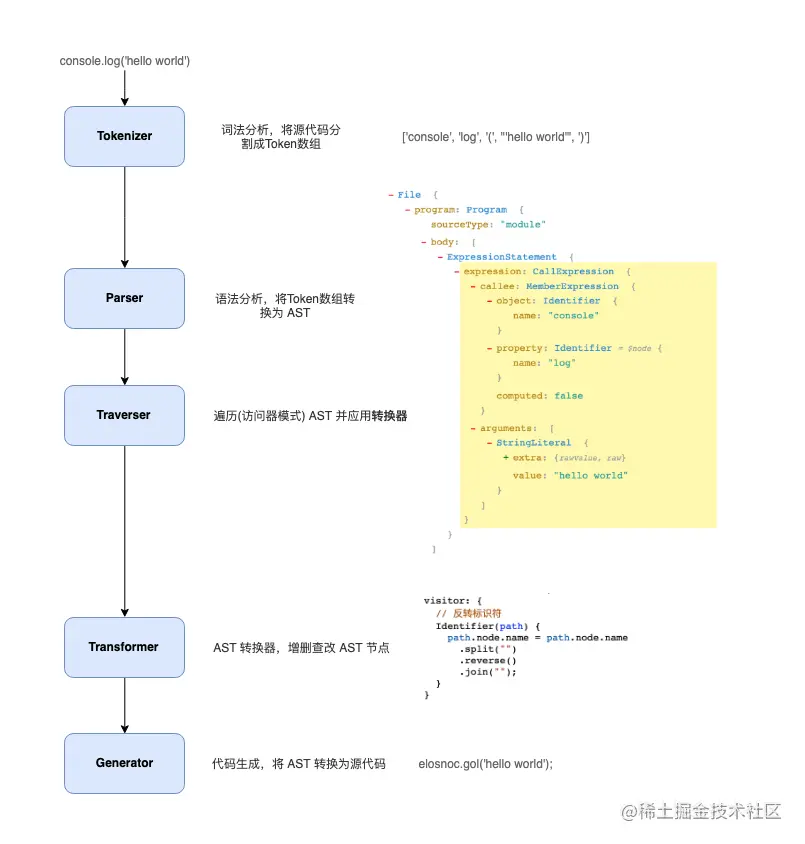 console.log('hello world')
Tokenizer
词法分析，将源代码分
割成Token数组
['console', 'log', '(', "'hello world'", ')']
Parser
语法分析，将Token数组转
换为 AST
Traverser
遍历(访问器模式) AST 并应用转换器
- File {
- program: Program {
sourceType: "module"
- body: [
- ExpressionStatement {
- expression: CallExpression {
- callee: MemberExpression {
- object: Identifier {
name: "console"
}
- property: Identifier = $node {
name: "log"
}
computed: false
}
- arguments: [
- StringLiteral {
+ extra: {rawValue, raw}
value: "hello world"
}
]
}
}
]
Transformer
AST 转换器，增删查改 AST 节点
visitor: {
// 反转标识符
Identifier(path) {
path.node.name = path.node.name
.split("")
.reverse()
.join("");
}
}
Generator
代码生成，将 AST 转换为源代码
elosnoc.gol('hello world');
@稀土掘金技术社区